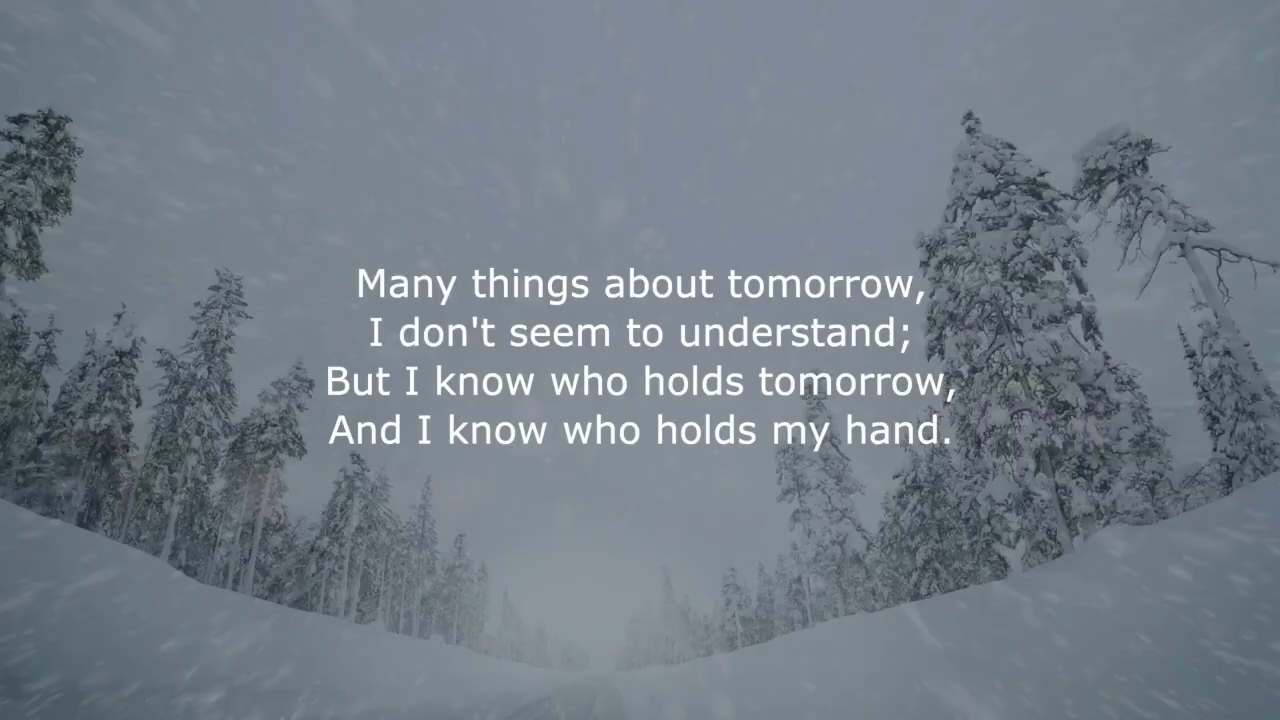 Many things about tomorrow,
I don't seem to understand;
But I know who holds tomorrow,
And I know who holds my hand.